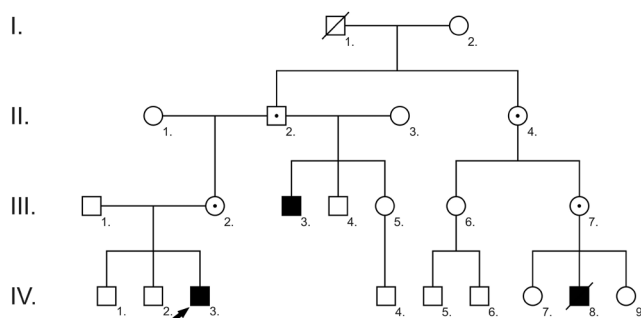 I.
1. 2.
II.
1. 2. 3. 4.
III.
1. 2. 3. 4. 5. 6. 7.
IV.
1. 2. 3. 4. 5. 6. 7. 8. 9